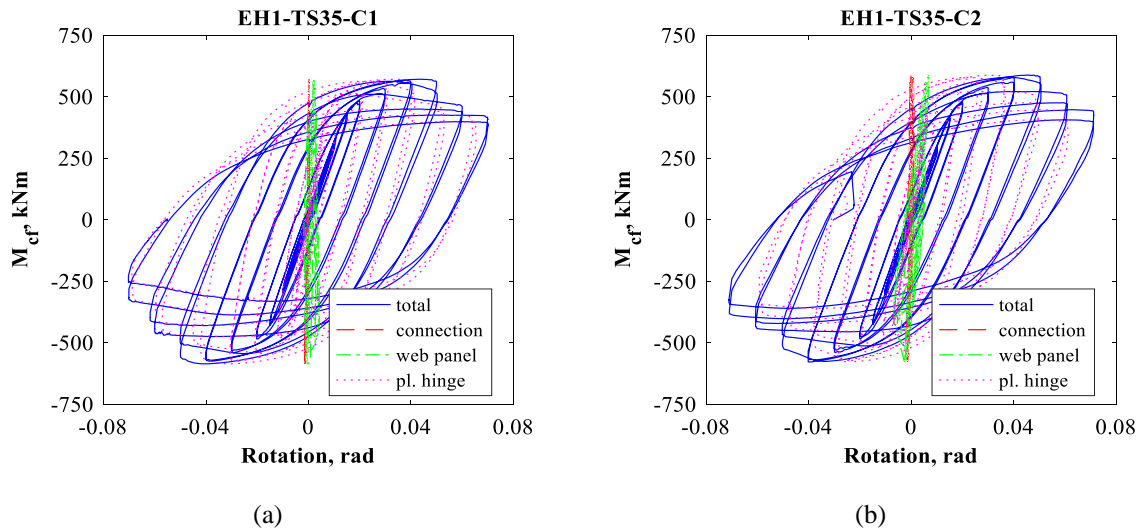 EH1-TS35-C1
750
500
250
0
-250
-500
-750
M_cf, kNm
-0.08
-0.04
0
0.04
0.08
Rotation, rad
total
connection
web panel
pl. hinge
(a)
EH1-TS35-C2
750
500
250
0
-250
-500
-750
M_cf, kNm
-0.08
-0.04
0
0.04
0.08
Rotation, rad
total
connection
web panel
pl. hinge
(b)